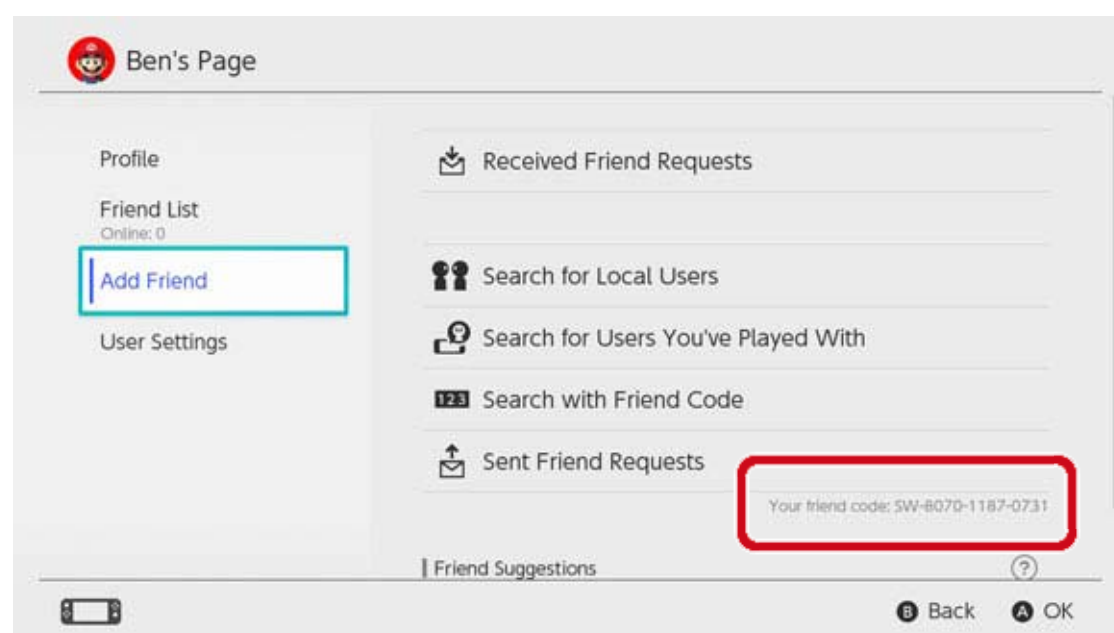 Ben's Page
Profile
Friend List
Online: 0
Add Friend
User Settings
Received Friend Requests
Search for Local Users
Search for Users You've Played With
123 Search with Friend Code
Sent Friend Requests
Your friend code: SW-8070-1187-0731
Friend Suggestions
?
B Back A OK